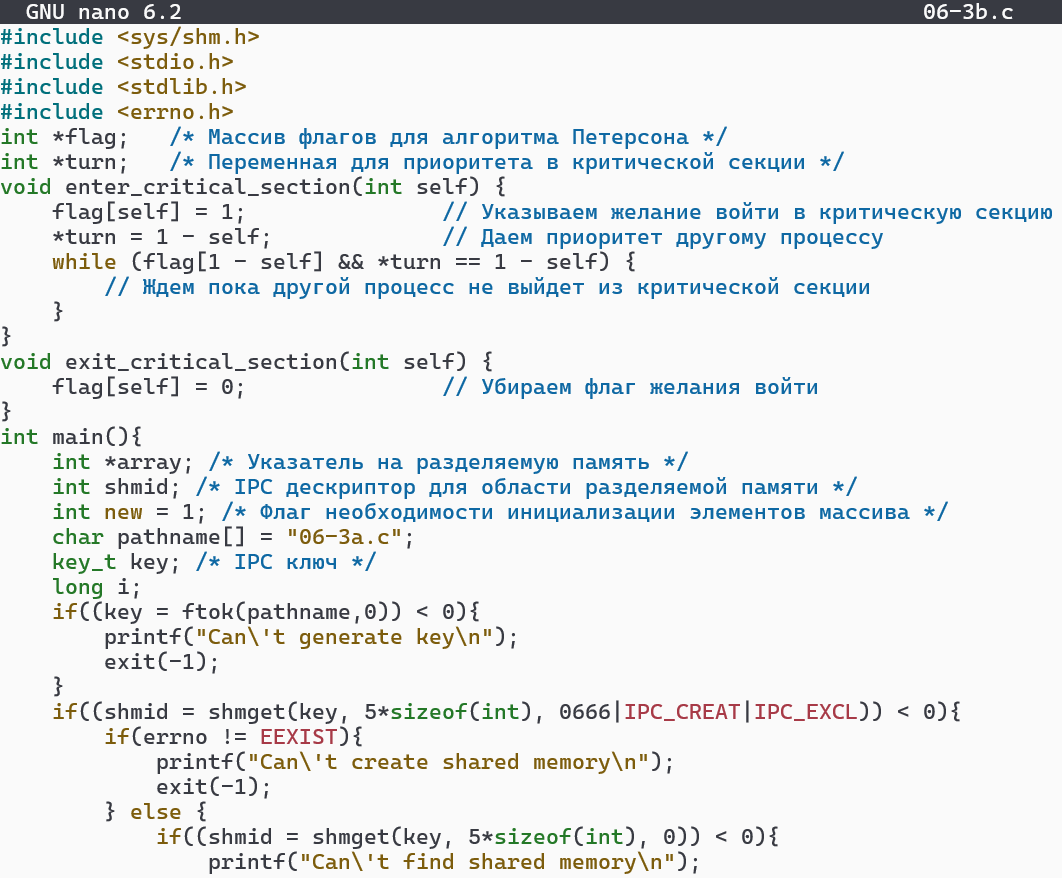 GNU nano 6.2 06-3b.c
#include <sys/shm.h>
#include <stdio.h>
#include <stdlib.h>
#include <errno.h>
int *flag;   /* Массив флагов для алгоритма Петерсона */
int *turn;   /* Переменная для приоритета в критической секции */
void enter_critical_section(int self) {
    flag[self] = 1;               // Указываем желание войти в критическую секцию
    *turn = 1 - self;             // Даем приоритет другому процессу
    while (flag[1 - self] && *turn == 1 - self) {
        // Ждем пока другой процесс не выйдет из критической секции
    }
}
void exit_critical_section(int self) {
    flag[self] = 0;               // Убираем флаг желания войти
}
int main(){
    int *array; /* Указатель на разделяемую память */
    int shmid; /* IPC дескриптор для области разделяемой памяти */
    int new = 1; /* Флаг необходимости инициализации элементов массива */
    char pathname[] = "06-3a.c";
    key_t key; /* IPC ключ */
    long i;
    if((key = ftok(pathname,0)) < 0){
        printf("Can\'t generate key\n");
        exit(-1);
    }
    if((shmid = shmget(key, 5*sizeof(int), 0666|IPC_CREAT|IPC_EXCL)) < 0){
        if(errno != EEXIST){
            printf("Can\'t create shared memory\n");
            exit(-1);
        } else {
            if((shmid = shmget(key, 5*sizeof(int), 0)) < 0){
                printf("Can\'t find shared memory\n");